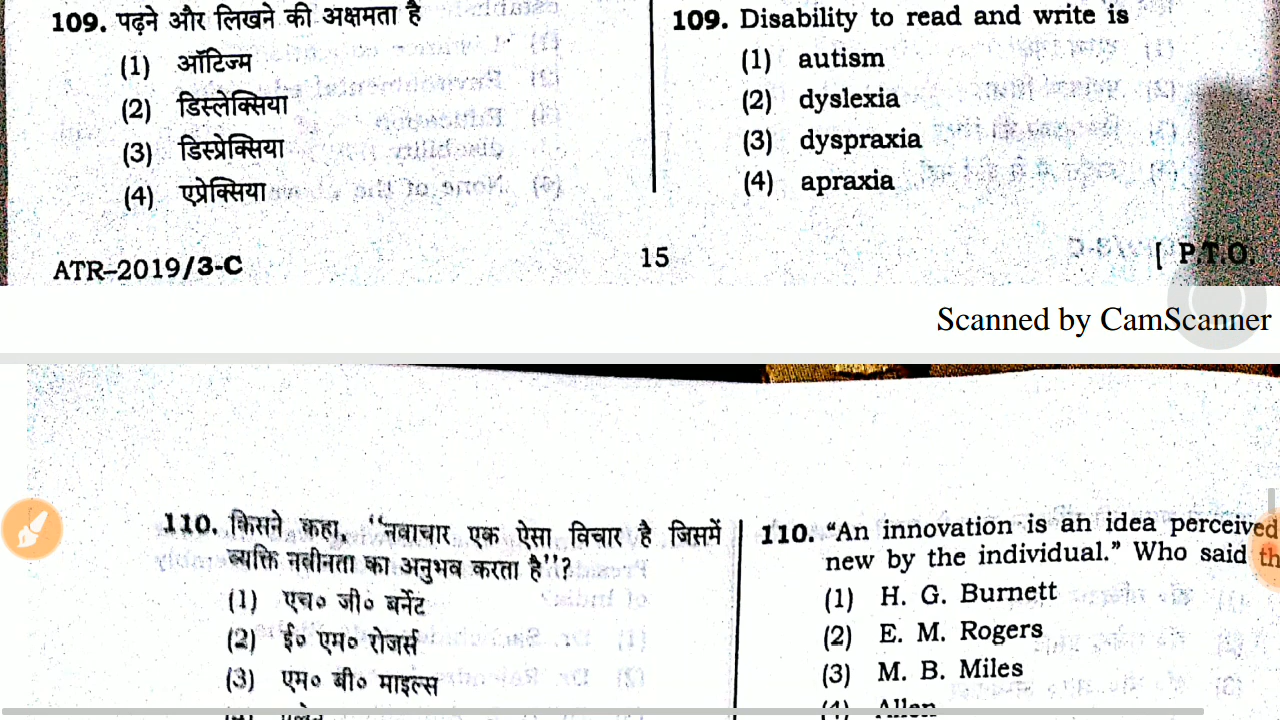 109. पढ़ने और लिखने की अक्षमता है
(1) ऑटिज्म
(2) डिस्लेक्सिया
(3) डिस्प्रेक्सिया
(4) एप्रेक्सिया
109. Disability to read and write is
(1) autism
(2) dyslexia
(3) dyspraxia
(4) apraxia
ATR–2019/3-C
15
[ P.T.O.
Scanned by CamScanner
110. किसने कहा, ‘‘नवाचार एक ऐसा विचार है जिसमें
व्यक्ति नवीनता का अनुभव करता है’’?
(1) एच० जी० बर्नेट
(2) ई० एम० रोजर्स
(3) एम० बी० माइल्स
110. “An innovation is an idea perceived
new by the individual.” Who said
(1) H. G. Burnett
(2) E. M. Rogers
(3) M. B. Miles
(4) Allen